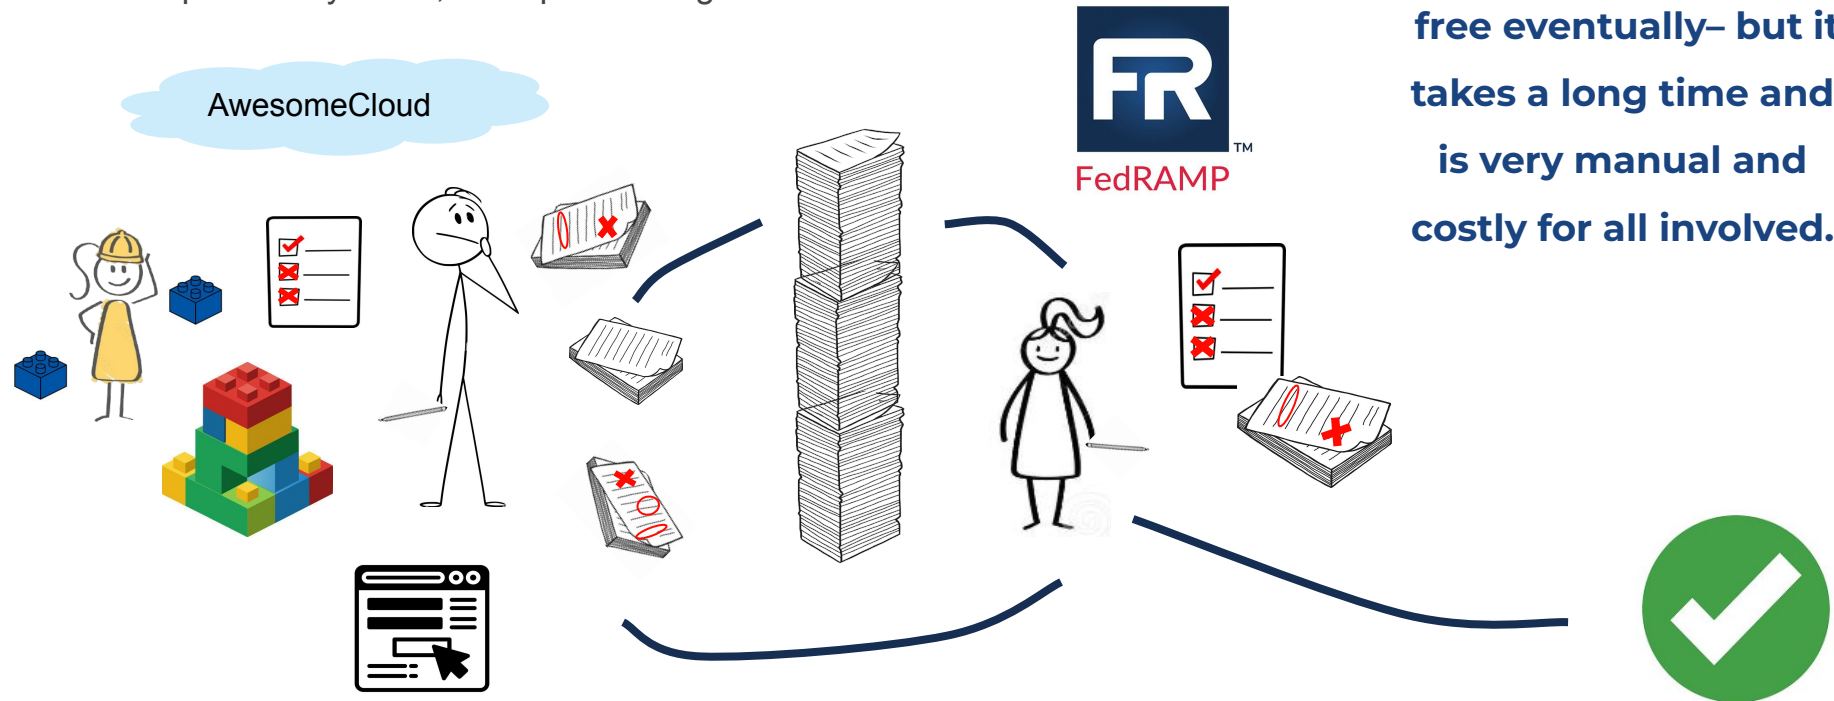 AwesomeCloud
FR
TM
FedRAMP
free eventually– but it
takes a long time and
is very manual and
costly for all involved.